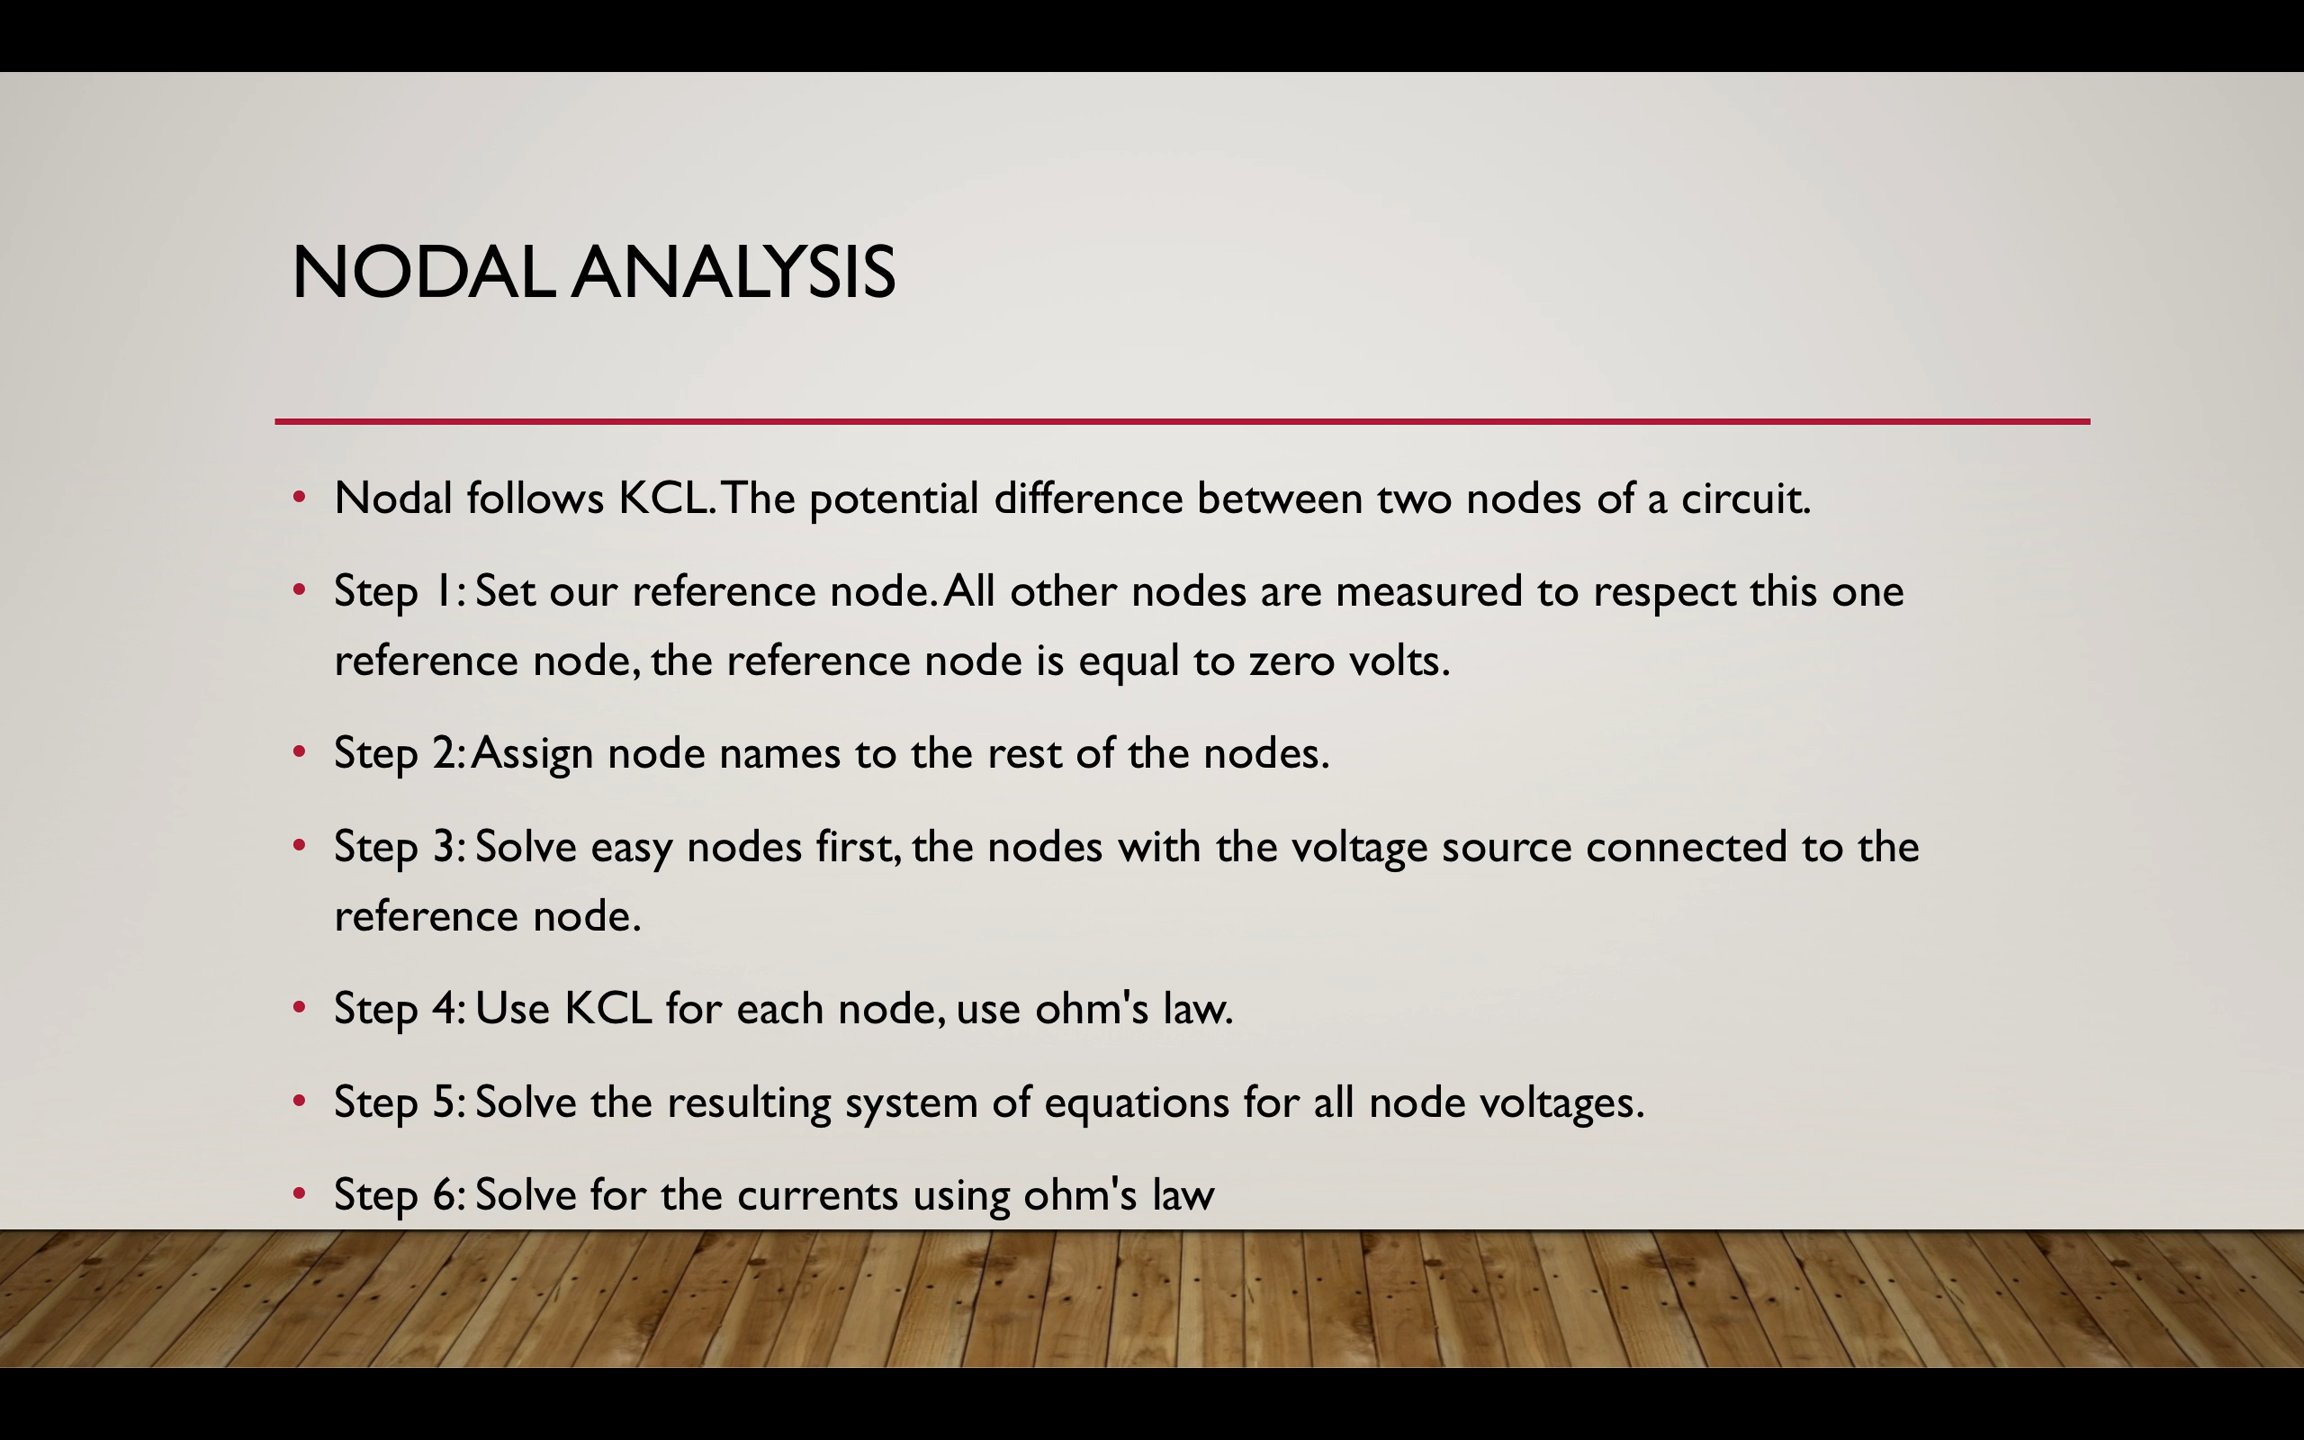 NODAL ANALYSIS
• Nodal follows KCL. The potential difference between two nodes of a circuit.
• Step 1: Set our reference node. All other nodes are measured to respect this one
reference node, the reference node is equal to zero volts.
• Step 2: Assign node names to the rest of the nodes.
• Step 3: Solve easy nodes first, the nodes with the voltage source connected to the
reference node.
• Step 4: Use KCL for each node, use ohm's law.
• Step 5: Solve the resulting system of equations for all node voltages.
• Step 6: Solve for the currents using ohm's law